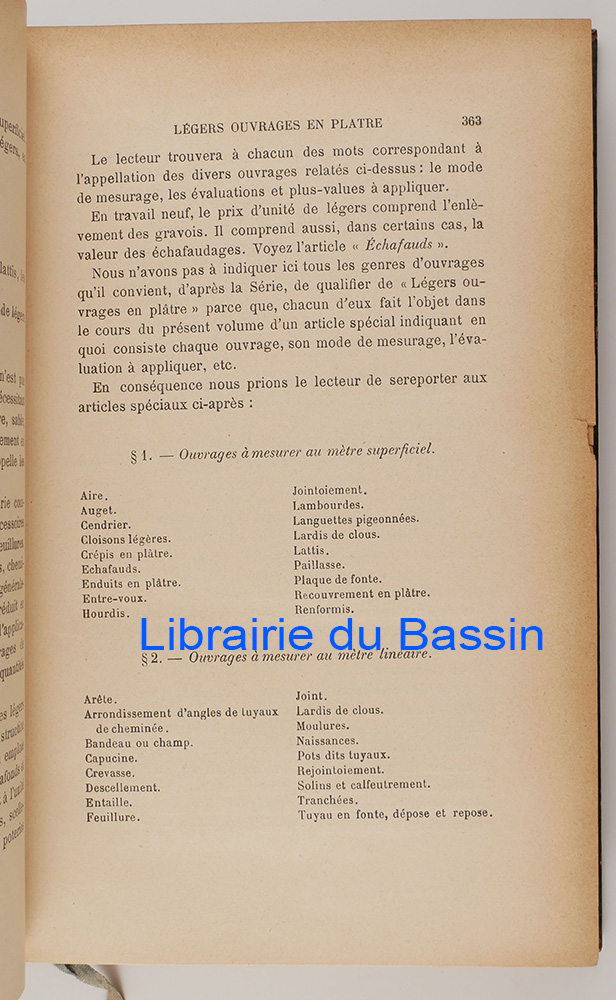 LÉGERS OUVRAGES EN PLATRE 363
Le lecteur trouvera à chacun des mots correspondant à
l'appellation des divers ouvrages relatés ci-dessus : le mode
de mesurage, les évaluations et plus-values à appliquer.
En travail neuf, le prix d'unité de légers comprend l'enlè-
vement des gravois. Il comprend aussi, dans certains cas, la
valeur des échafaudages. Voyez l'article « Échafauds ».
Nous n'avons pas à indiquer ici tous les genres d'ouvrages
qu'il convient, d'après la Série, de qualifier de « Légers ou-
vrages en plâtre » parce que, chacun d'eux fait l'objet dans
le cours du présent volume d'un article spécial indiquant en
quoi consiste chaque ouvrage, son mode de mesurage, l'éva-
luation à appliquer, etc.
En conséquence nous prions le lecteur de sereporter aux
articles spéciaux ci-après :
§ 1. — Ouvrages à mesurer au mètre superficiel.
Aire.
Auget.
Cendrier.
Cloisons légères.
Crépis en plâtre.
Echafauds.
Enduits en plâtre.
Entre-voux.
Hourdis.
Jointoiement.
Lambourdes.
Languettes pigeonnées.
Lardis de clous.
Lattis.
Paillasse.
Plaque de fonte.
Recouvrement en plâtre.
Renformis.
Librairie du Bassin
§ 2. — Ouvrages à mesurer au mètre linéaire.
Arête.
Arrondissement d'angles de tuyaux
de cheminée.
Bandeau ou champ.
Capucine.
Crevasse.
Descellement.
Entaille.
Feuillure.
Joint.
Lardis de clous.
Moulures.
Naissances.
Pots dits tuyaux.
Rejointoiement.
Solins et calfeutrement.
Tranchées.
Tuyau en fonte, dépose et repose.